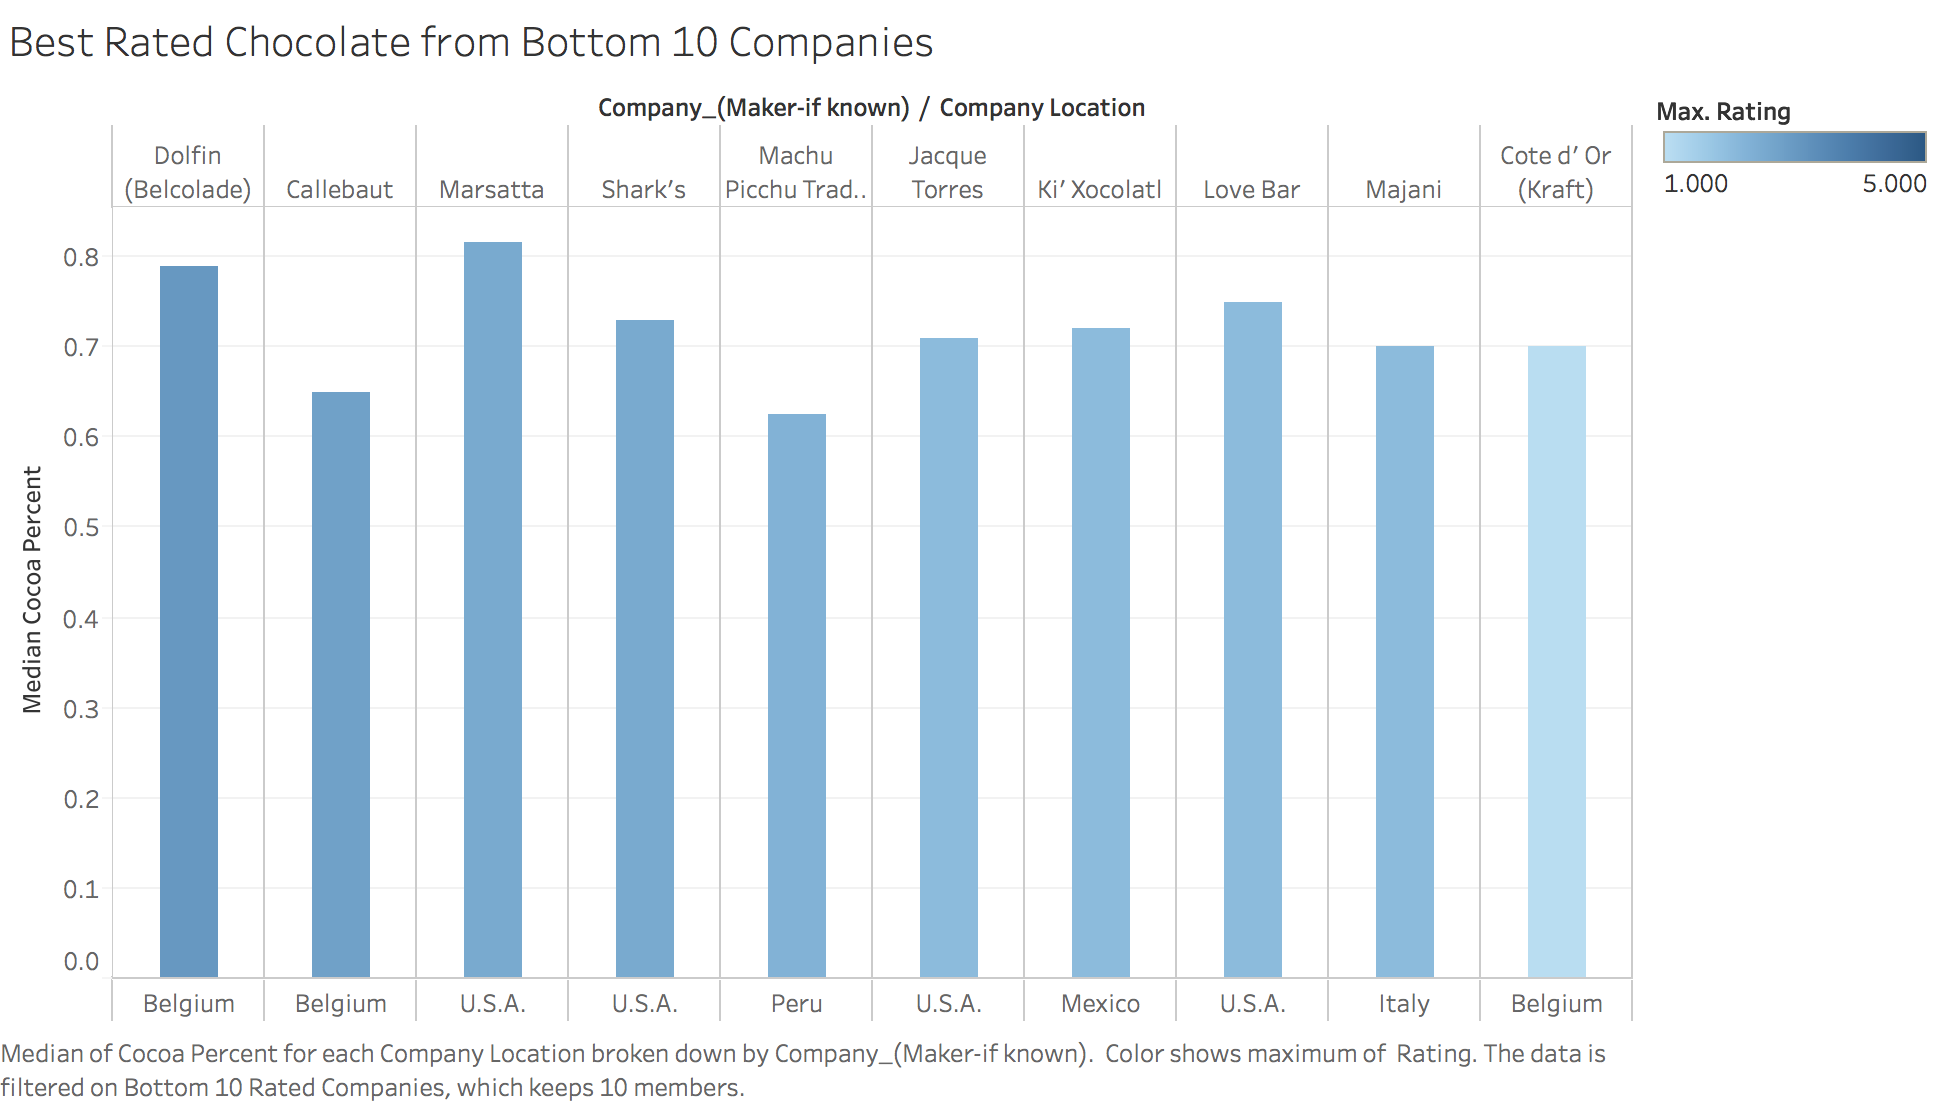 Best Rated Chocolate from Bottom 10 Companies
Company_(Maker-if known) / Company Location
Max. Rating
1.000 5.000
Dolfin
(Belcolade)
Callebaut
Marsatta
Shark's
Machu
Picchu Trad..
Jacque
Torres
Ki' Xocolatl
Love Bar
Majani
Cote d' Or
(Kraft)
Median Cocoa Percent
0.8
0.7
0.6
0.5
0.4
0.3
0.2
0.1
0.0
Belgium
Belgium
U.S.A.
U.S.A.
Peru
U.S.A.
Mexico
U.S.A.
Italy
Belgium
Median of Cocoa Percent for each Company Location broken down by Company_(Maker-if known).  Color shows maximum of  Rating. The data is
filtered on Bottom 10 Rated Companies, which keeps 10 members.